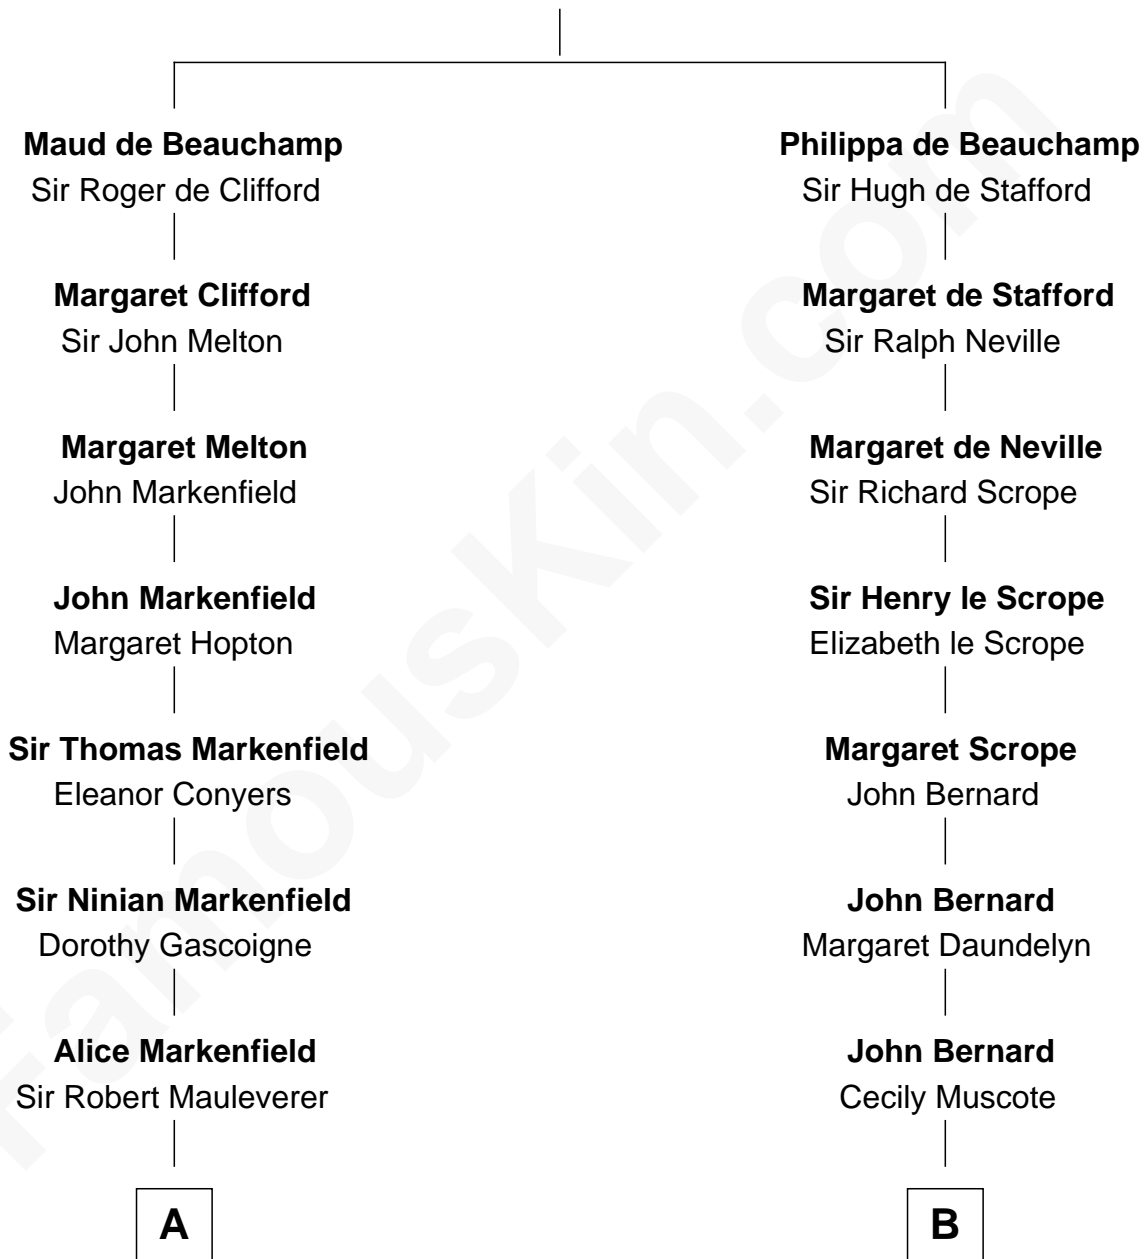 Maud de Beauchamp
Sir Roger de Clifford
Margaret Clifford
Sir John Melton
Margaret Melton
John Markenfield
John Markenfield
Margaret Hopton
Sir Thomas Markenfield
Eleanor Conyers
Sir Ninian Markenfield
Dorothy Gascoigne
Alice Markenfield
Sir Robert Mauleverer
A
Philippa de Beauchamp
Sir Hugh de Stafford
Margaret de Stafford
Sir Ralph Neville
Margaret de Neville
Sir Richard Scrope
Sir Henry le Scrope
Elizabeth le Scrope
Margaret Scrope
John Bernard
John Bernard
Margaret Daundelyn
John Bernard
Cecily Muscote
B
FamousKin.com